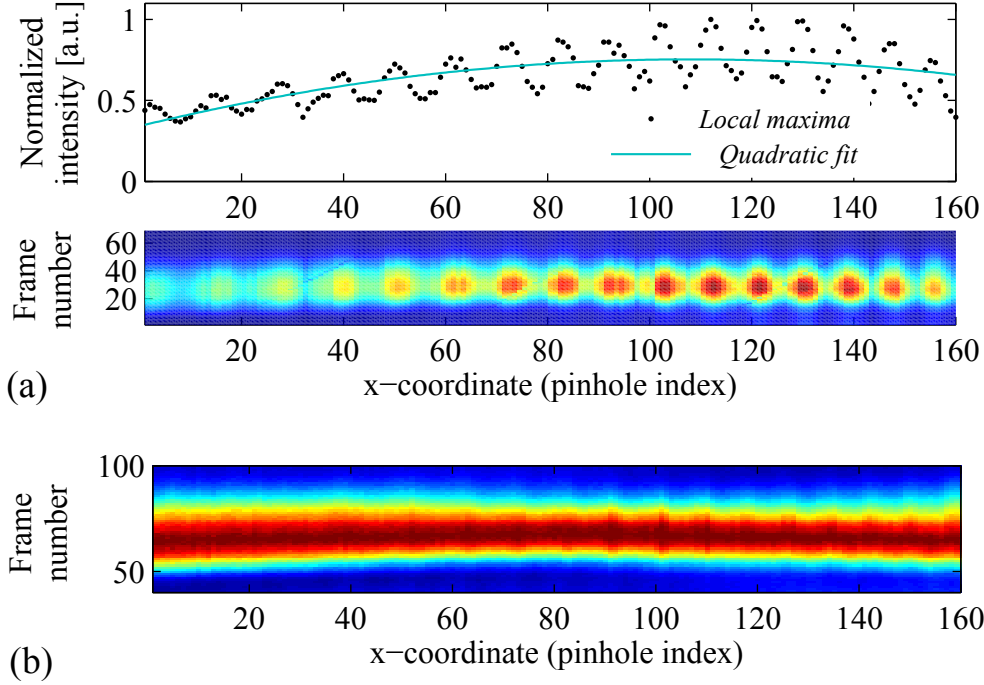 Normalized
intensity [a.u.]
1
0.5
0
Local maxima
Quadratic fit
20 40 60 80 100 120 140 160
Frame
number
60
40
20
20 40 60 80 100 120 140 160
x−coordinate (pinhole index)
(a)
Frame
number
100
50
20 40 60 80 100 120 140 160
x−coordinate (pinhole index)
(b)